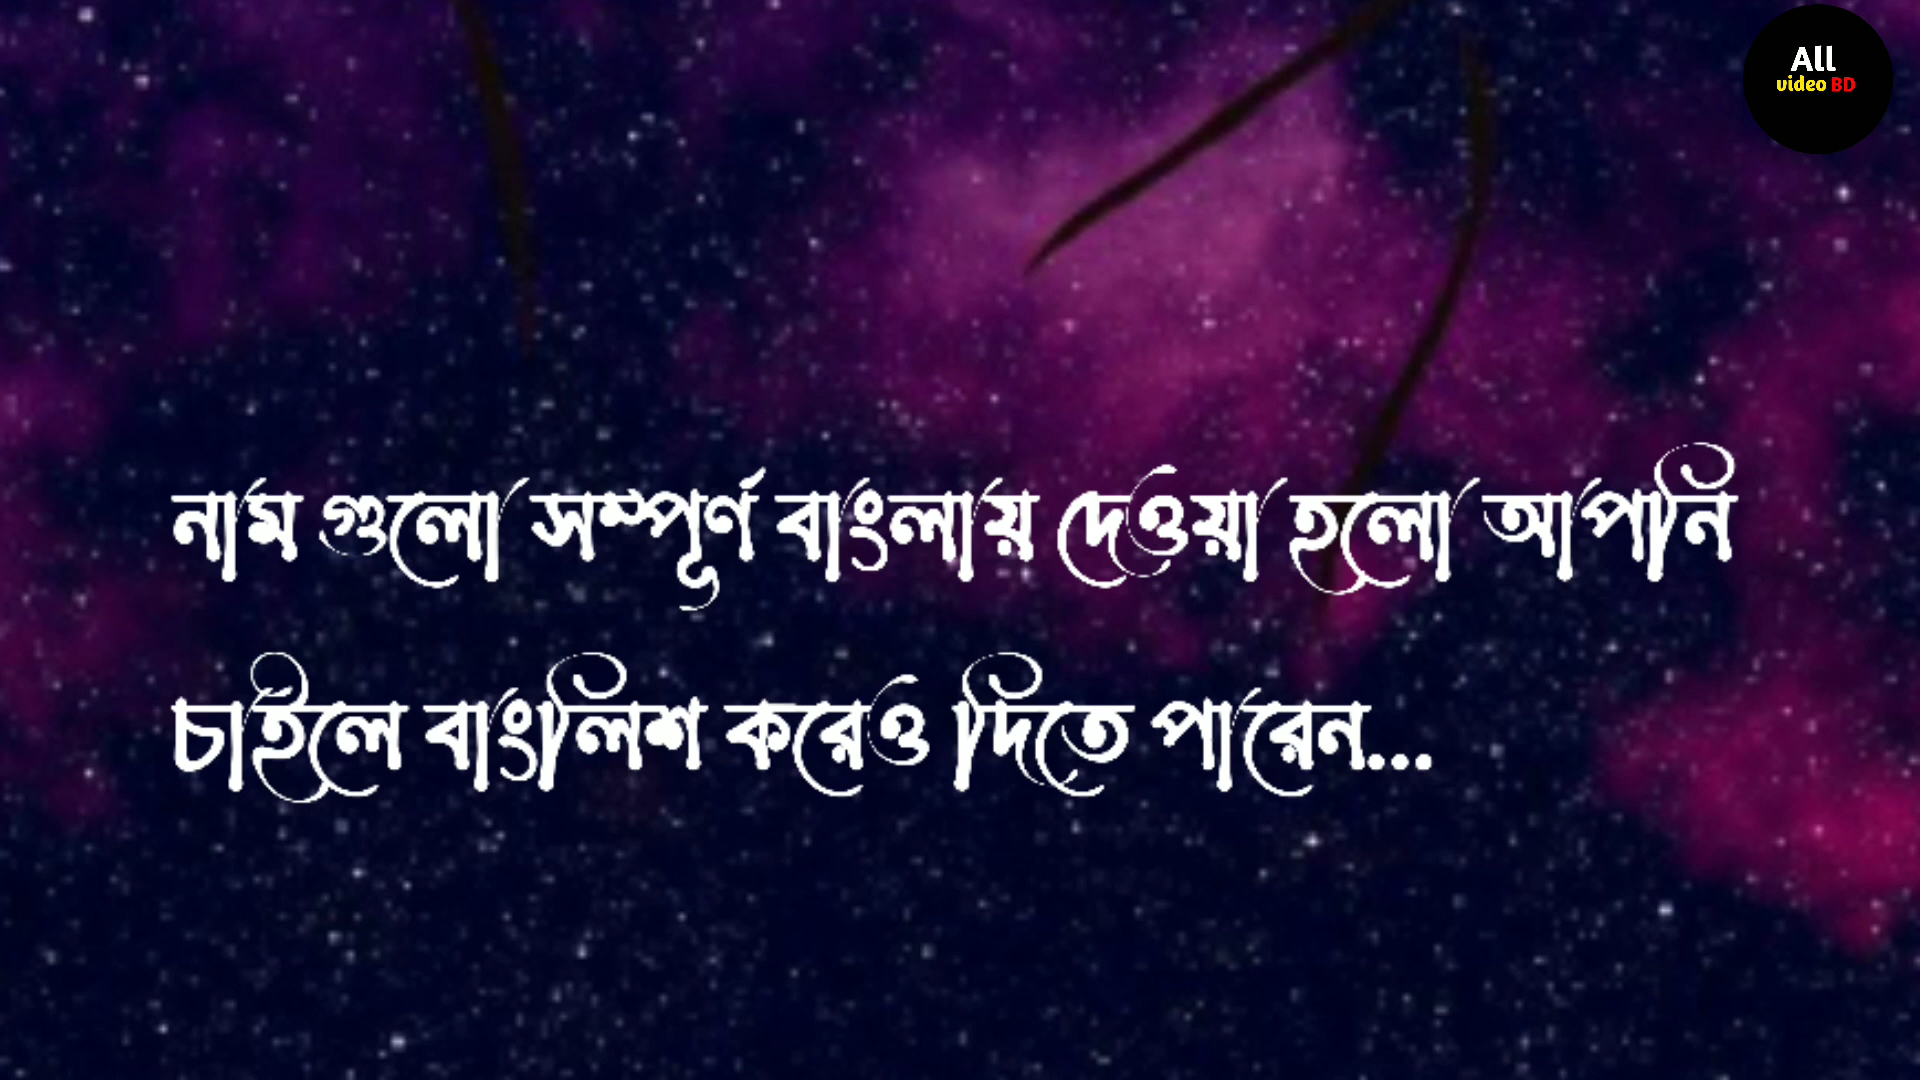 All
video BD
নাম গুলো সম্পূর্ণ বাংলায় দেওয়া হলো আপনি
চাইলে বাংলিশ করেও দিতে পারেন...